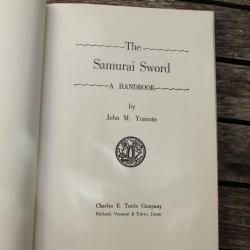 The
Samurai Sword
A HANDBOOK
by
John M. Yumoto
Charles E. Tuttle Company
Rutland, Vermont & Tokyo, Japan